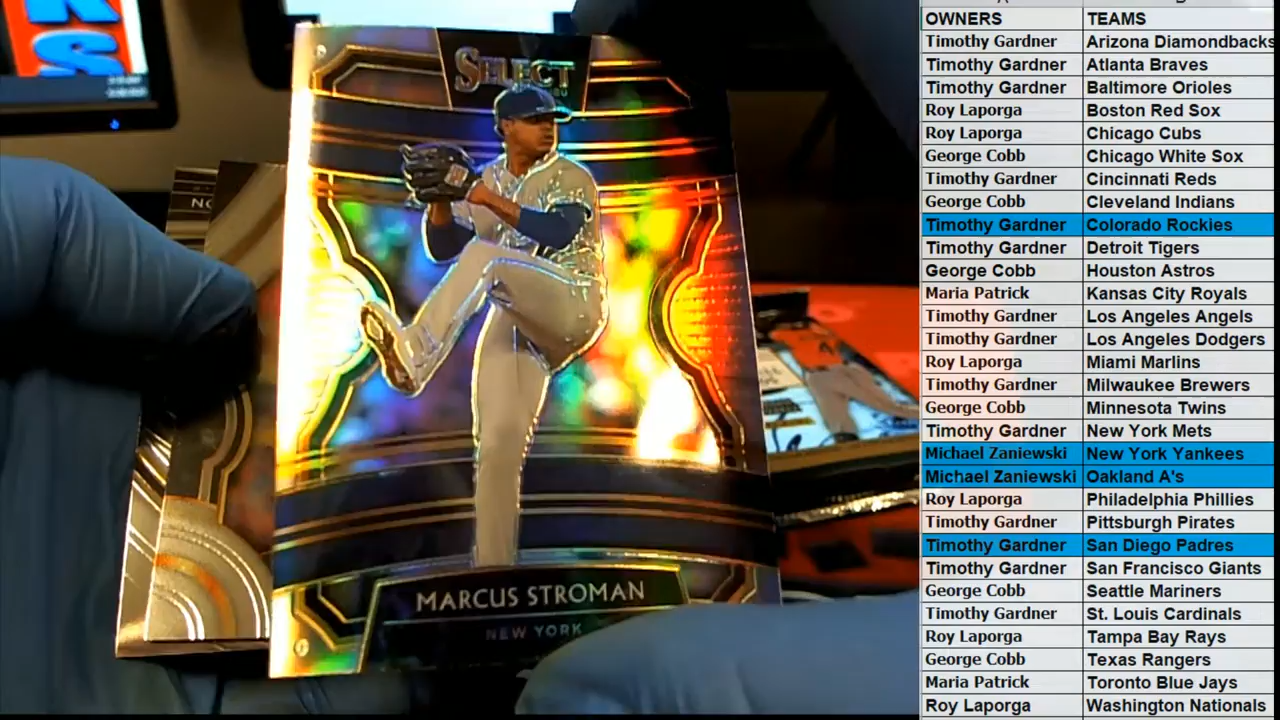 KS
NO
SELECT
MARCUS STROMAN
NEW YORK
OWNERS TEAMS
Timothy Gardner Arizona Diamondbacks
Timothy Gardner Atlanta Braves
Timothy Gardner Baltimore Orioles
Roy Laporga Boston Red Sox
Roy Laporga Chicago Cubs
George Cobb Chicago White Sox
Timothy Gardner Cincinnati Reds
George Cobb Cleveland Indians
Timothy Gardner Colorado Rockies
Timothy Gardner Detroit Tigers
George Cobb Houston Astros
Maria Patrick Kansas City Royals
Timothy Gardner Los Angeles Angels
Timothy Gardner Los Angeles Dodgers
Roy Laporga Miami Marlins
Timothy Gardner Milwaukee Brewers
George Cobb Minnesota Twins
Timothy Gardner New York Mets
Michael Zaniewski New York Yankees
Michael Zaniewski Oakland A's
Roy Laporga Philadelphia Phillies
Timothy Gardner Pittsburgh Pirates
Timothy Gardner San Diego Padres
Timothy Gardner San Francisco Giants
George Cobb Seattle Mariners
Timothy Gardner St. Louis Cardinals
Roy Laporga Tampa Bay Rays
George Cobb Texas Rangers
Maria Patrick Toronto Blue Jays
Roy Laporga Washington Nationals